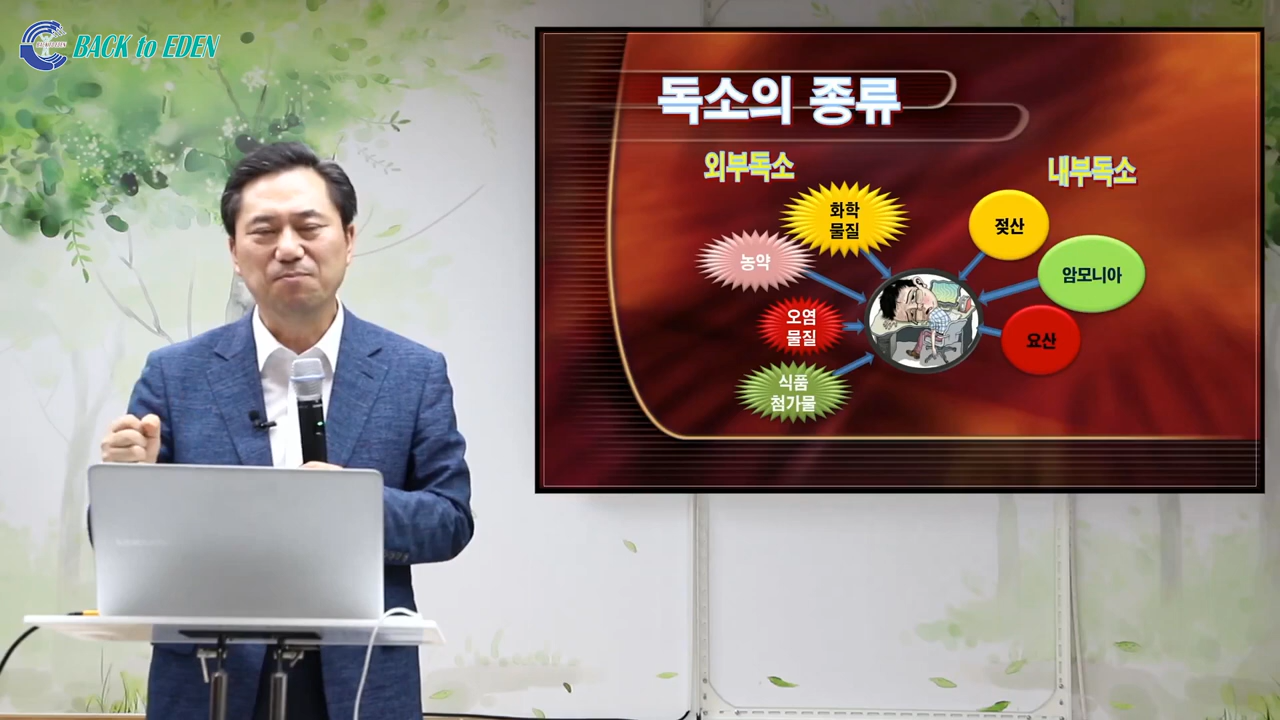 BACK to EDEN
독소의 종류
외부독소
내부독소
화학
물질
농약
오염
물질
식품
첨가물
젖산
암모니아
요산